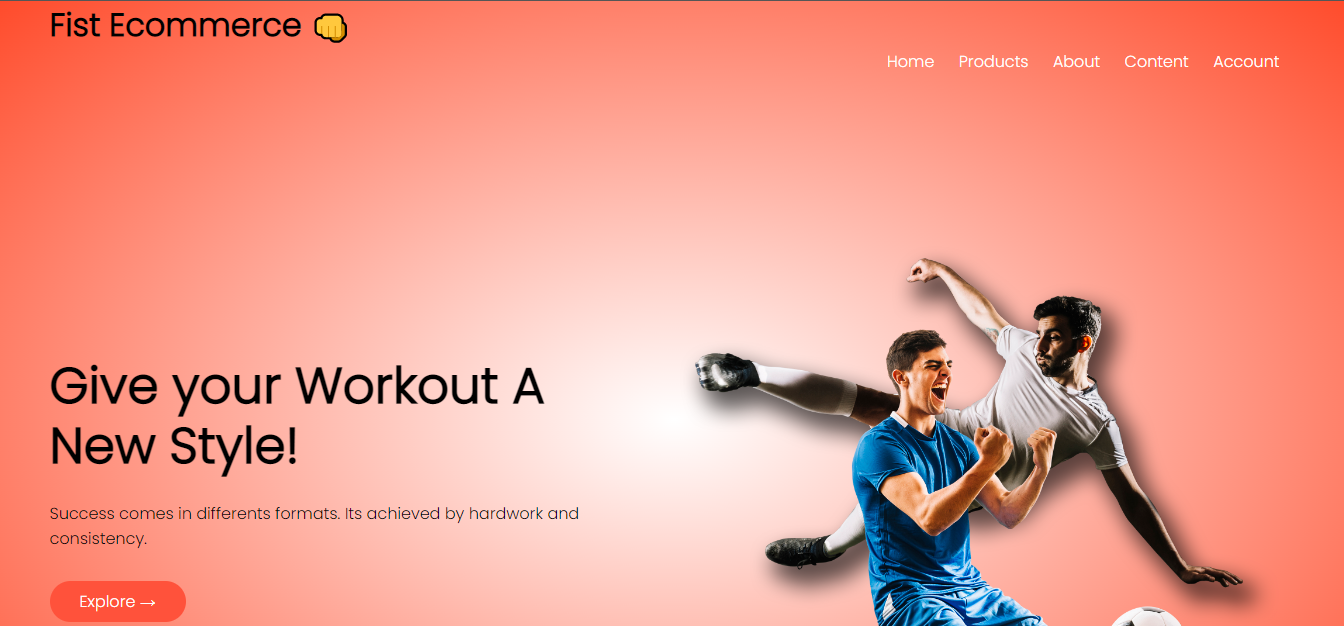 Fist Ecommerce 👊
Home Products About Content Account
Give your Workout A
New Style!
Success comes in differents formats. Its achieved by hardwork and
consistency.
Explore →